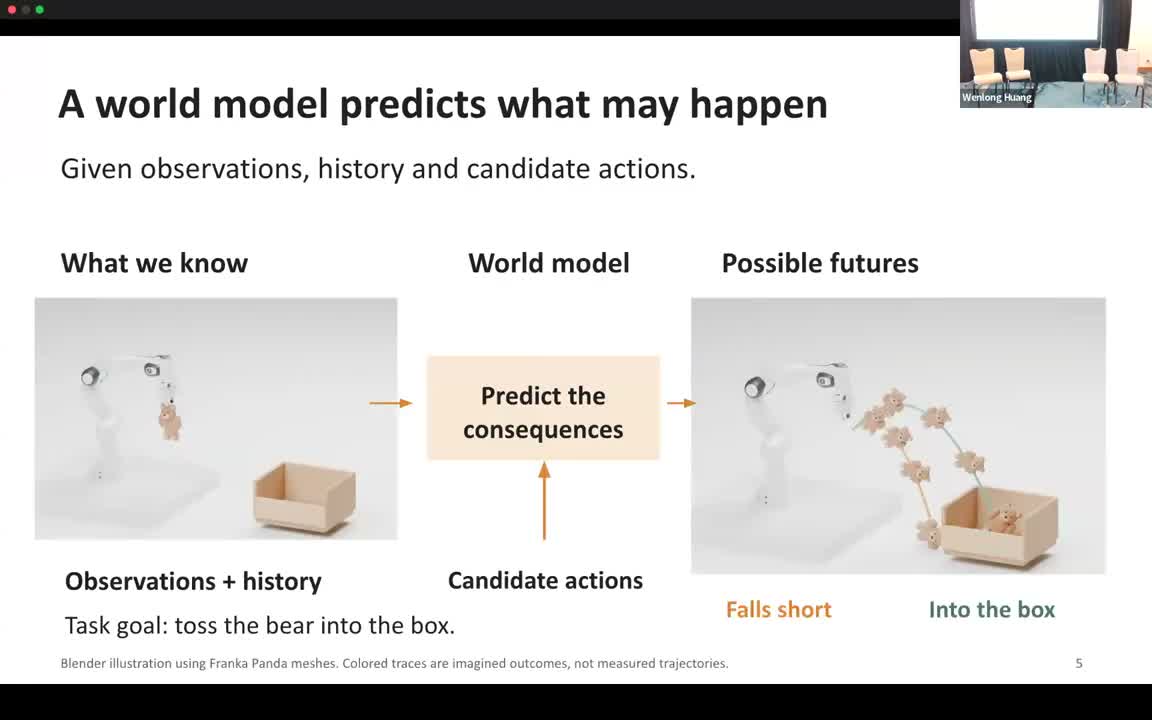 Wenlong Huang
A world model predicts what may happen
Given observations, history and candidate actions.
What we know
World model
Possible futures
Predict the
consequences
Observations + history
Candidate actions
Task goal: toss the bear into the box.
Falls short
Into the box
Blender illustration using Franka Panda meshes. Colored traces are imagined outcomes, not measured trajectories.
5